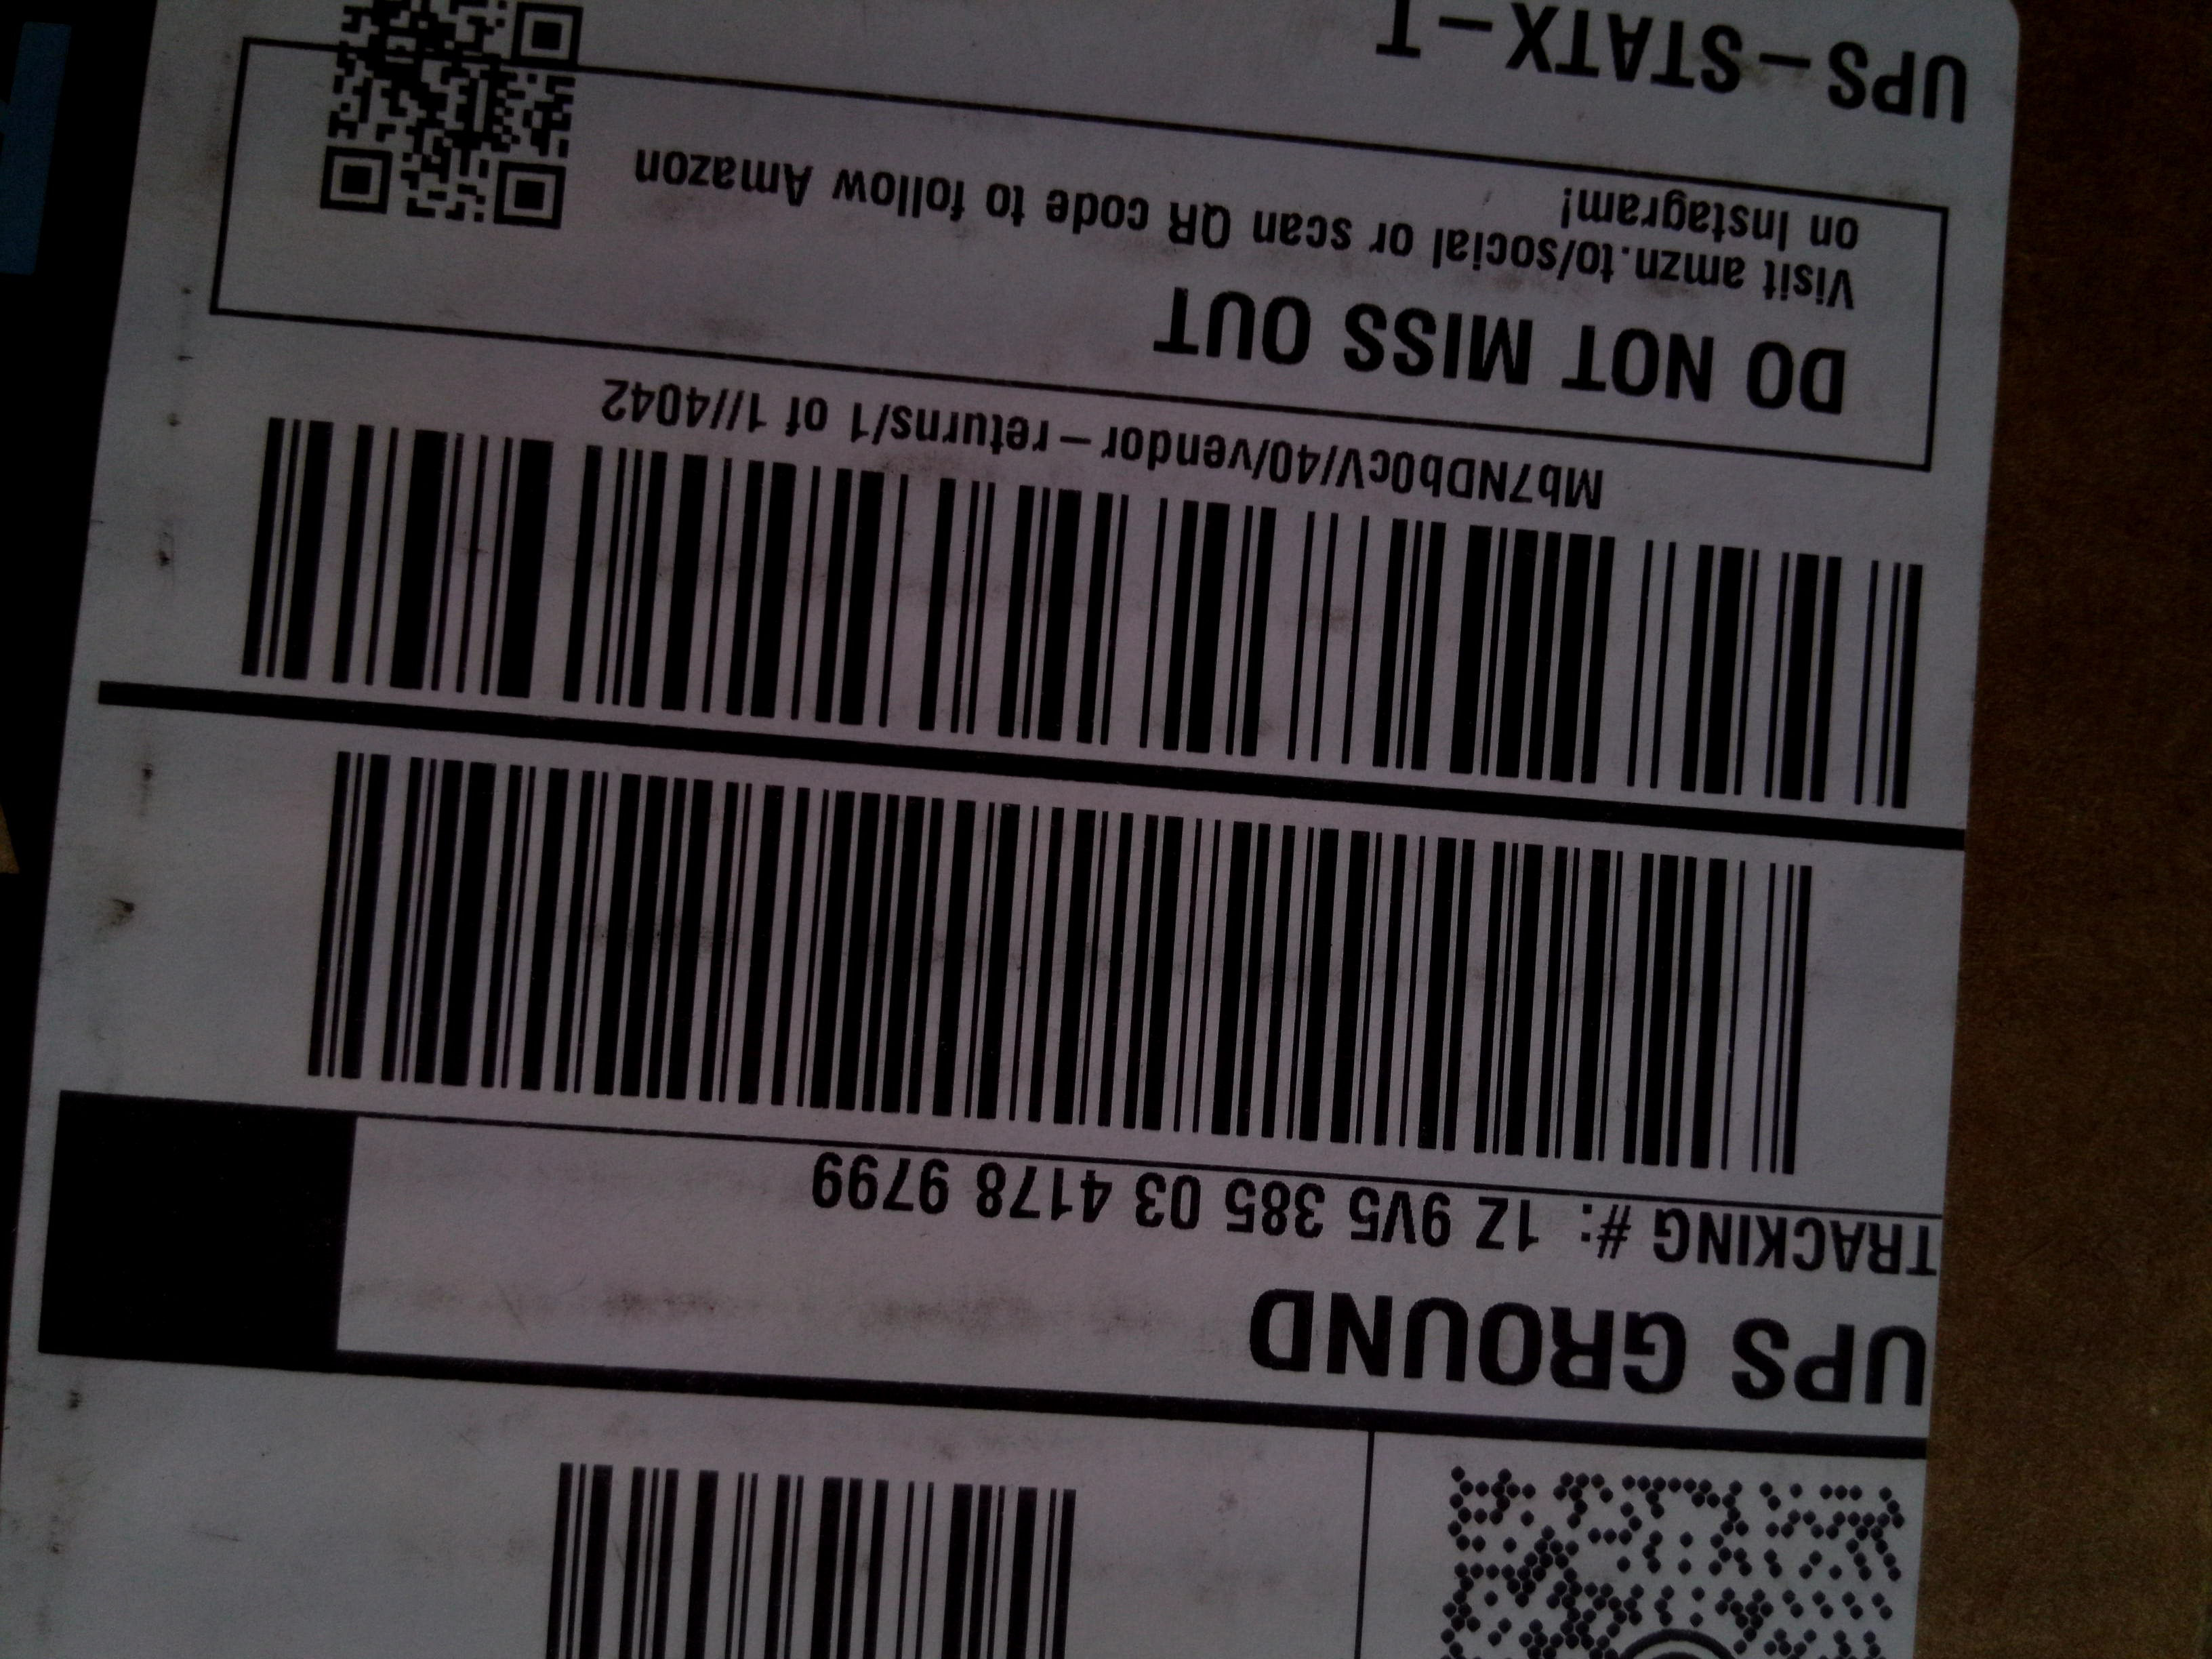 UPS GROUND
TRACKING #: 1Z 9V5 385 03 4178 9799
Mb7NDb0cV//40/vendor-returns/1 of 1//4042
DO NOT MISS OUT
Visit amzn.to/social or scan QR code to follow Amazon
on Instagram!
UPS-STATX-T